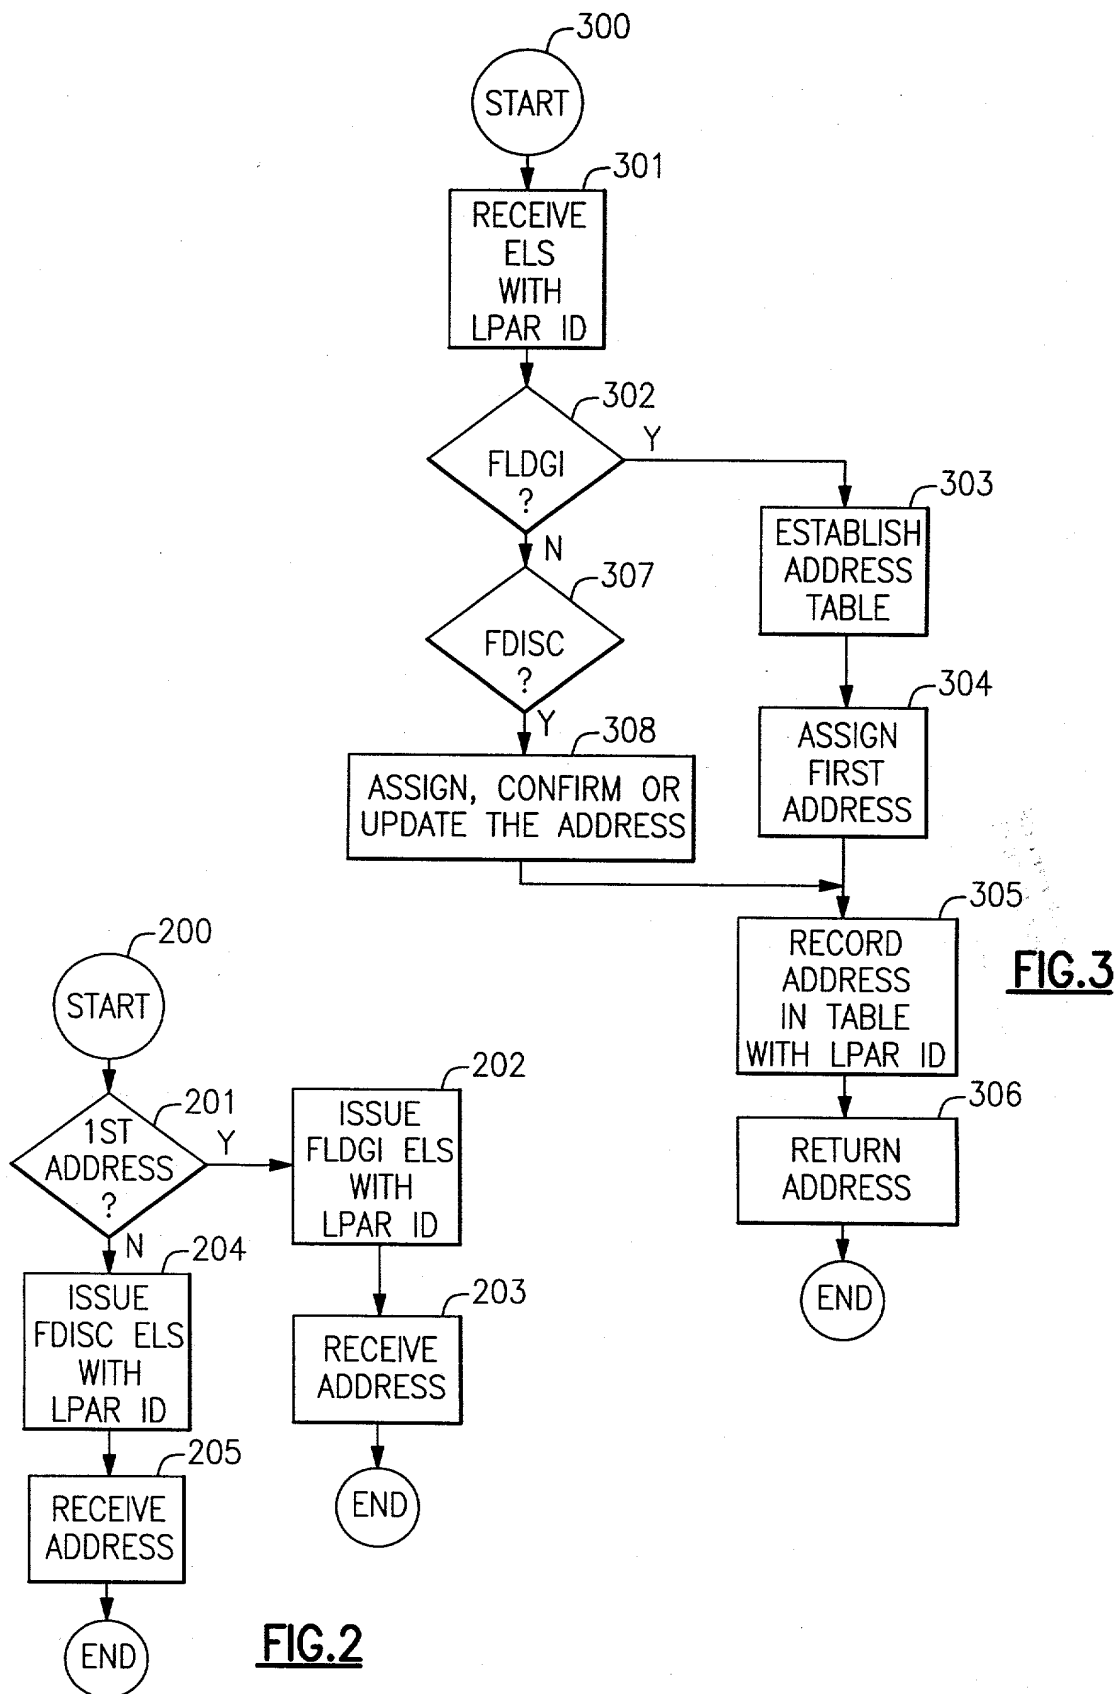 300
START
301
RECEIVE
ELS
WITH
LPAR ID
302
FLDGI
?
Y
N
303
ESTABLISH
ADDRESS
TABLE
307
FDISC
?
Y
304
ASSIGN
FIRST
ADDRESS
308
ASSIGN, CONFIRM OR
UPDATE THE ADDRESS
305
RECORD
ADDRESS
IN TABLE
WITH LPAR ID
306
RETURN
ADDRESS
END
FIG.3
200
START
201
1ST
ADDRESS
?
Y
N
202
ISSUE
FLDGI ELS
WITH
LPAR ID
203
RECEIVE
ADDRESS
END
204
ISSUE
FDISC ELS
WITH
LPAR ID
205
RECEIVE
ADDRESS
END
FIG.2